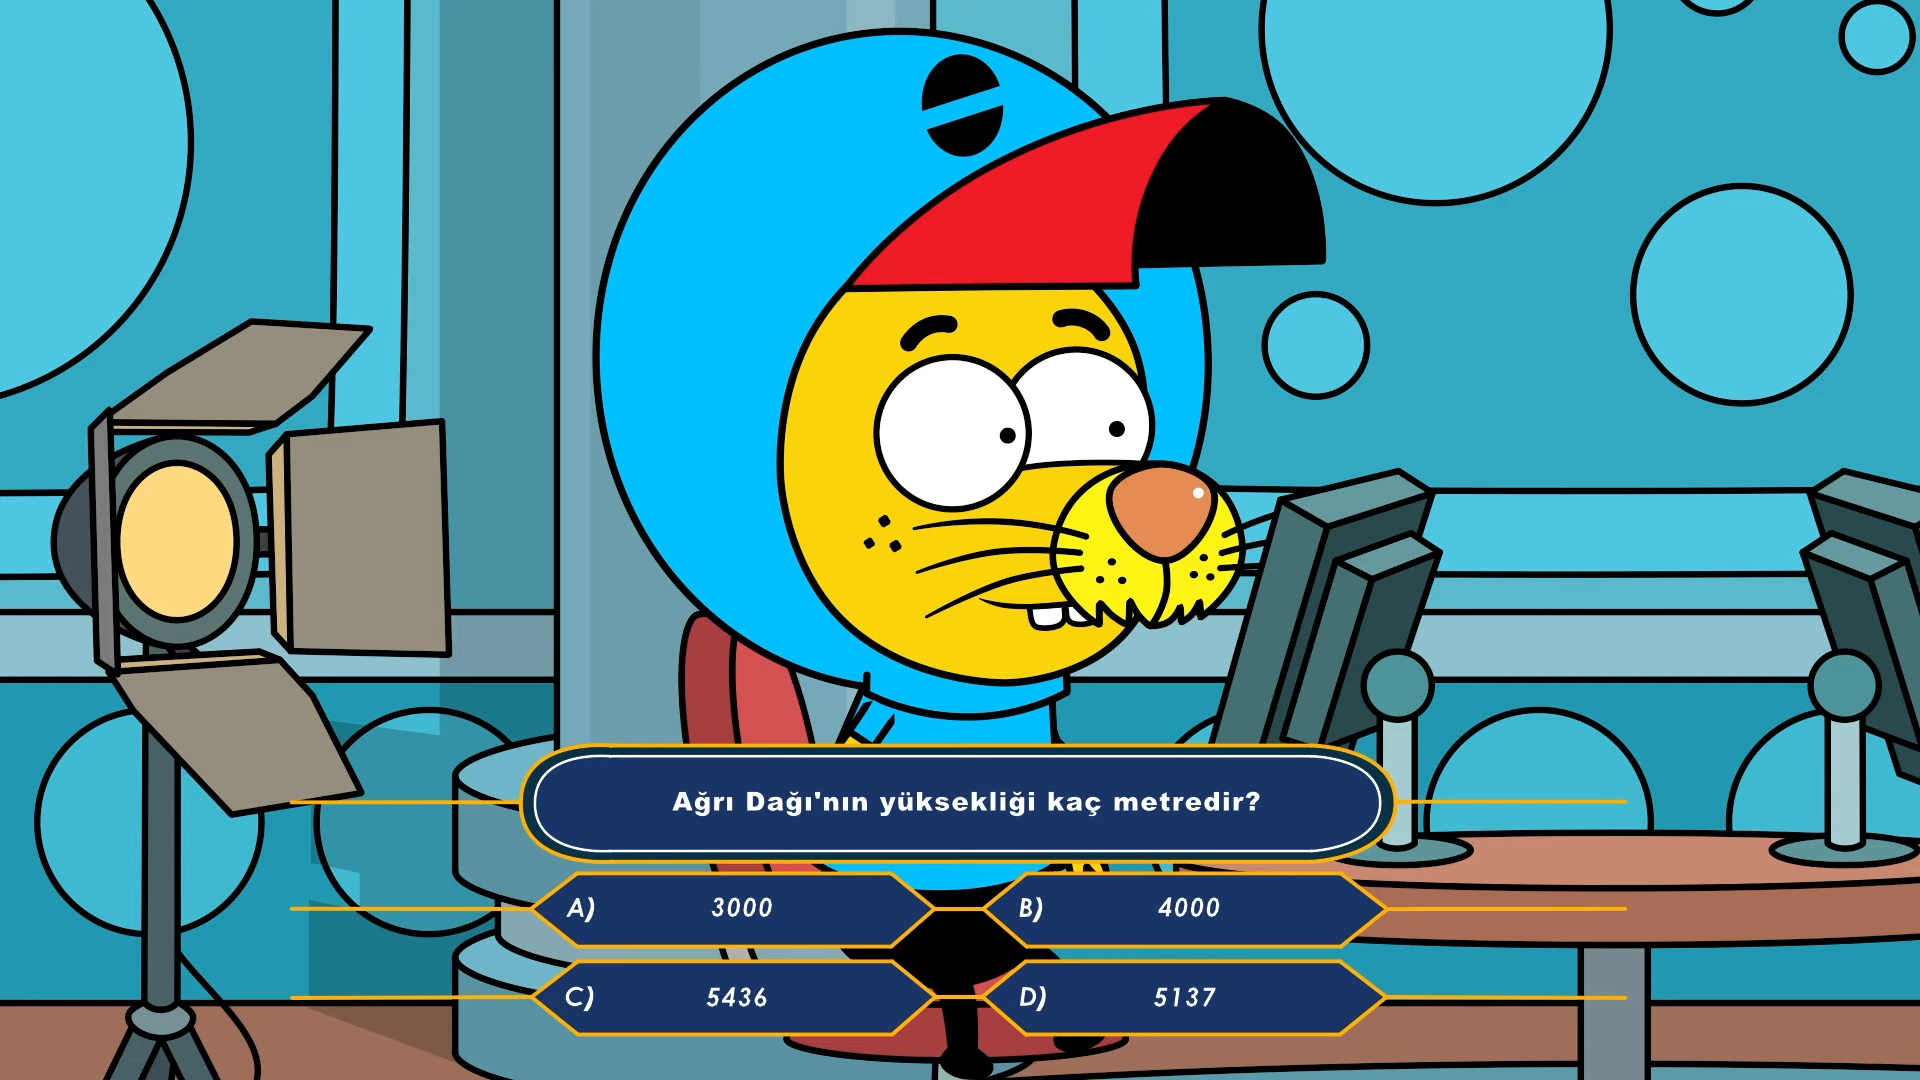 Ağrı Dağı'nın yüksekliği kaç metredir?
A) 3000
B) 4000
C) 5436
D) 5137